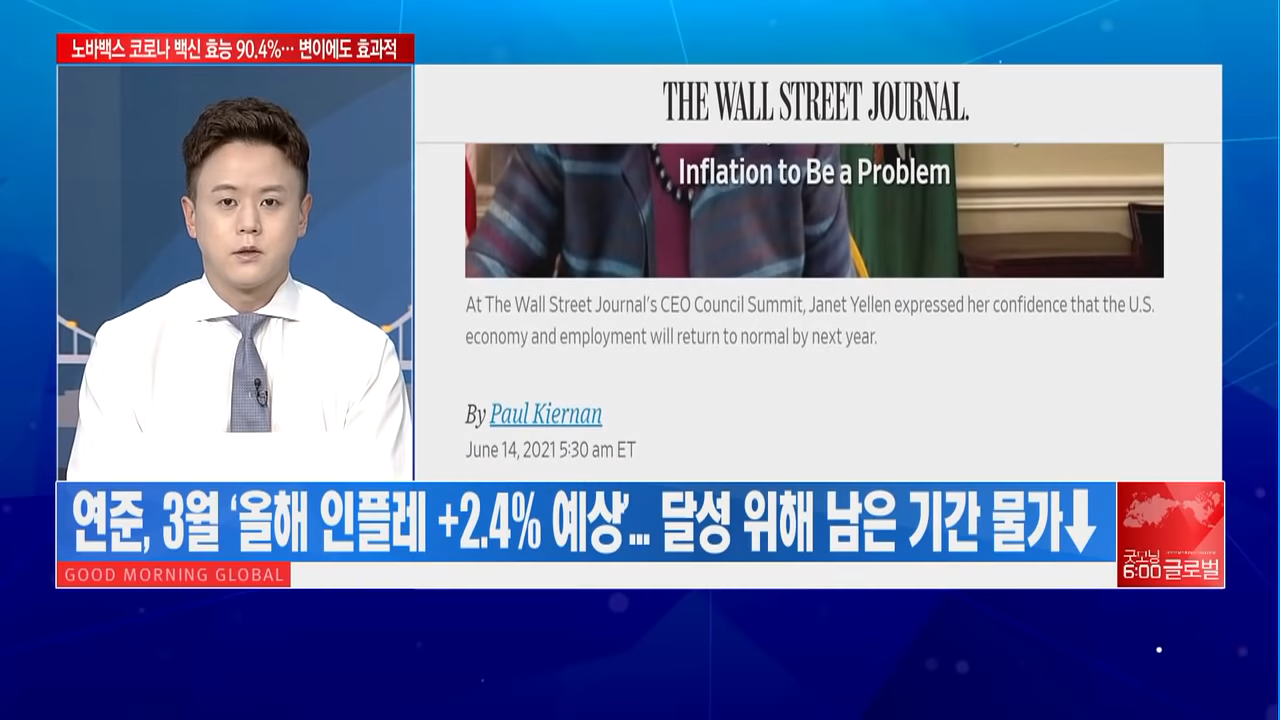 노바백스 코로나 백신 효능 90.4%… 변이에도 효과적
THE WALL STREET JOURNAL.
Inflation to Be a Problem
At The Wall Street Journal's CEO Council Summit, Janet Yellen expressed her confidence that the U.S.
economy and employment will return to normal by next year.
By Paul Kiernan
June 14, 2021 5:30 am ET
연준, 3월 ‘올해 인플레 +2.4% 예상’... 달성 위해 남은 기간 물가⬇
GOOD MORNING GLOBAL
굿모닝
6:00 글로벌